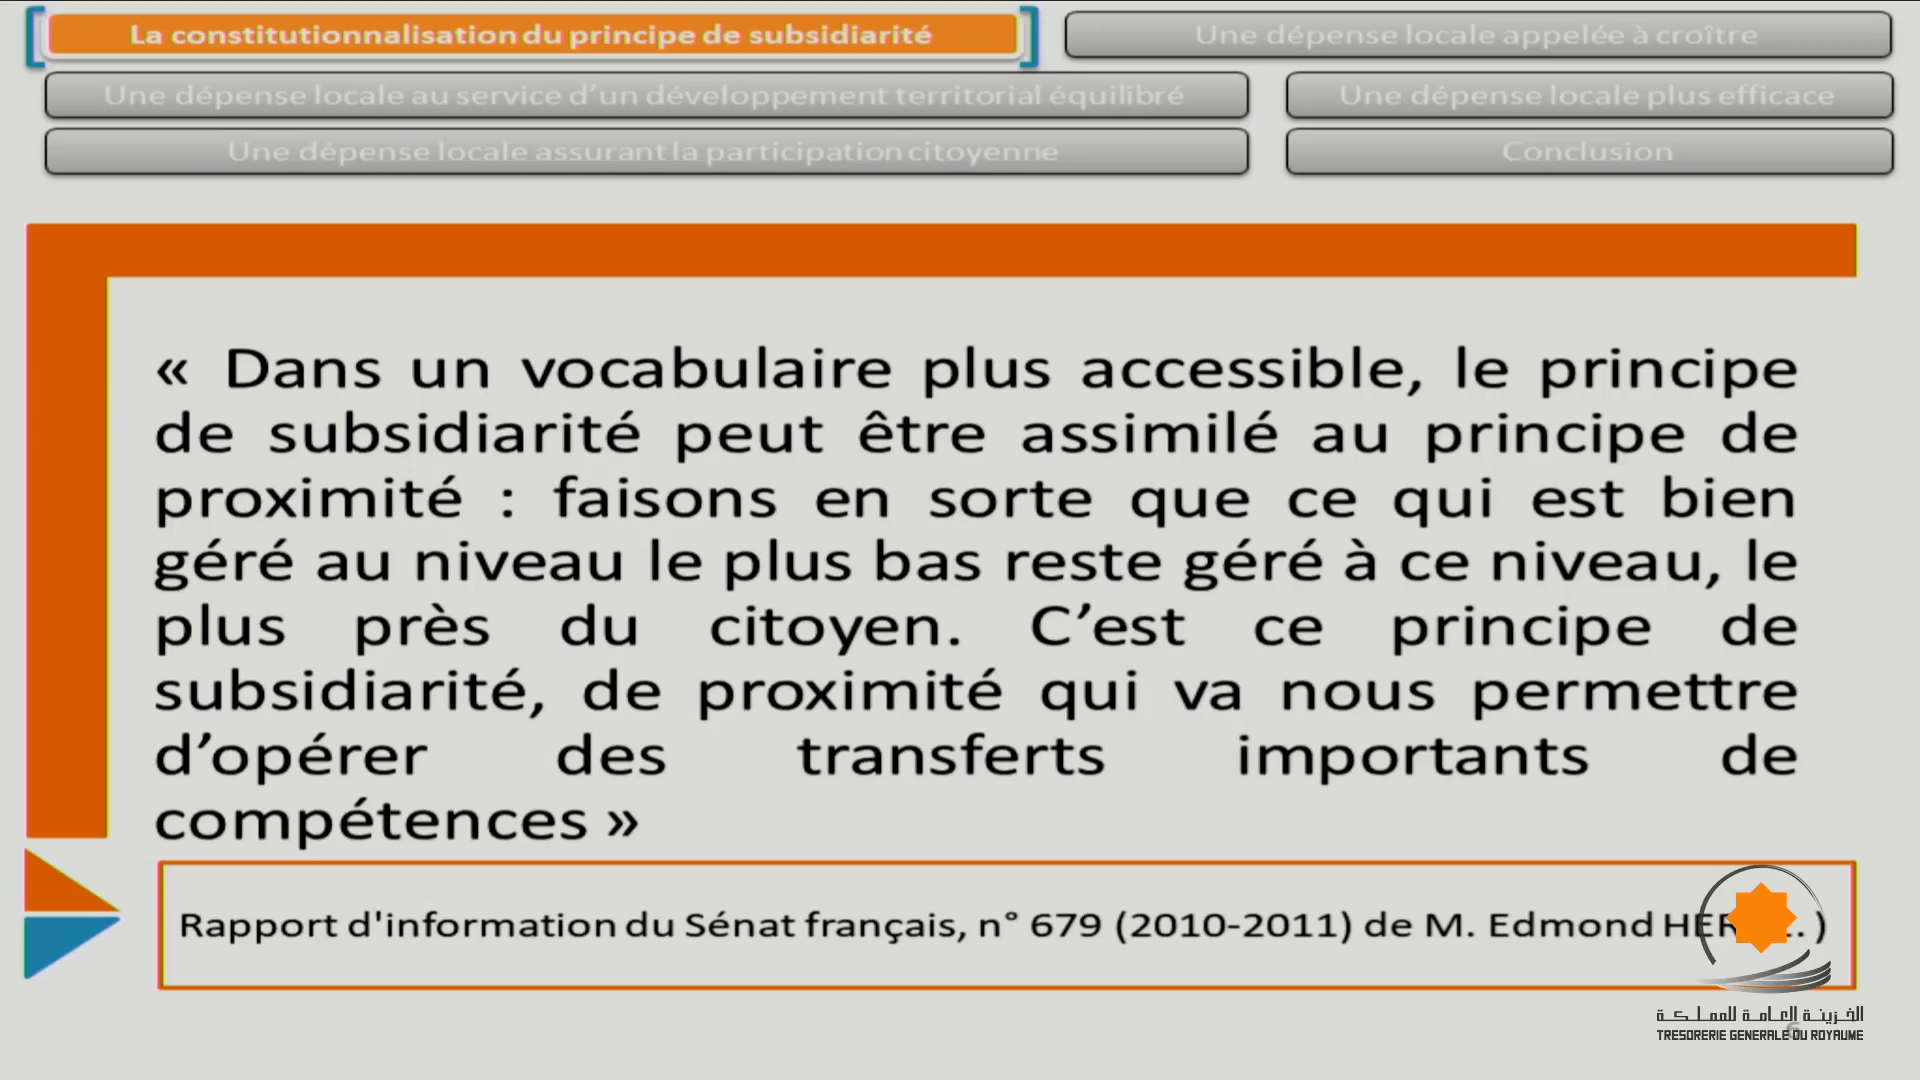 La constitutionnalisation du principe de subsidiarité
Une dépense locale appelée à croître
Une dépense locale au service d’un développement territorial équilibré
Une dépense locale plus efficace
Une dépense locale assurant la participation citoyenne
Conclusion
« Dans un vocabulaire plus accessible, le principe
de subsidiarité peut être assimilé au principe de
proximité : faisons en sorte que ce qui est bien
géré au niveau le plus bas reste géré à ce niveau, le
plus près du citoyen. C’est ce principe de
subsidiarité, de proximité qui va nous permettre
d’opérer des transferts importants de
compétences »
Rapport d'information du Sénat français, n° 679 (2010-2011) de M. Edmond
الخزينة العامة للمملكة
TRESORERIE GENERALE DU ROYAUME